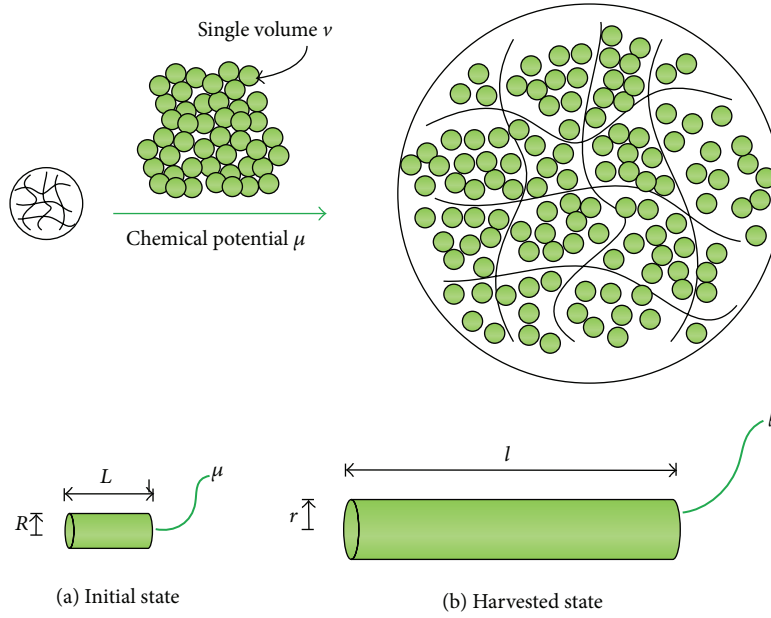 Single volume ν
Chemical potential μ
L
μ
R
l
r
(a) Initial state
(b) Harvested state